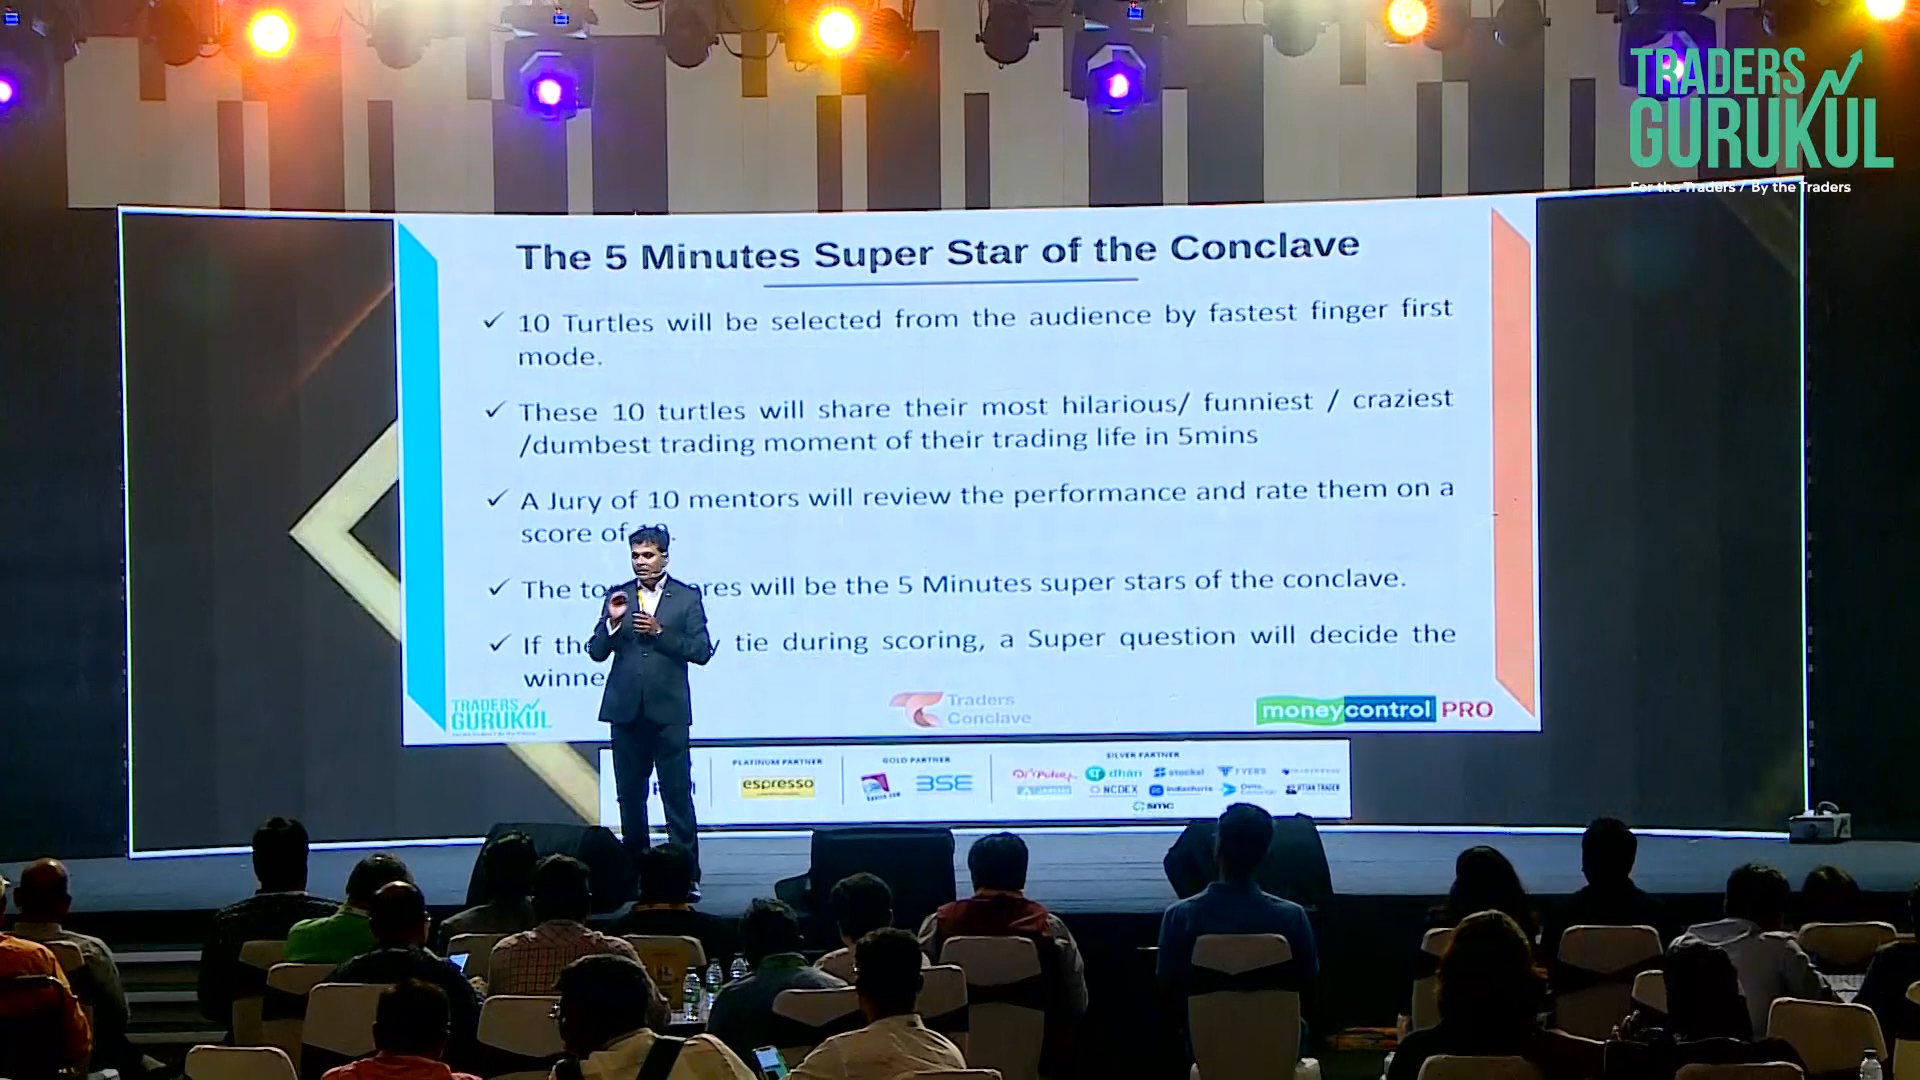 TRADERS
GURUKUL
For the Traders / By the Traders
The 5 Minutes Super Star of the Conclave
✓ 10 Turtles will be selected from the audience by fastest finger first
mode.
✓ These 10 turtles will share their most hilarious/ funniest / craziest
/dumbest trading moment of their trading life in 5mins
✓ A Jury of 10 mentors will review the performance and rate them on a
score of
✓ The will be the 5 Minutes super stars of the conclave.
✓ If tie during scoring, a Super question will decide the
TRADERS
GURUKUL
Traders
Conclave
moneycontrol PRO
PLATINUM PARTNER
GOLD PARTNER
SILVER PARTNER
espresso
BSE
dhan
stockal
FYERS
NCDEX
indiacharts
smc